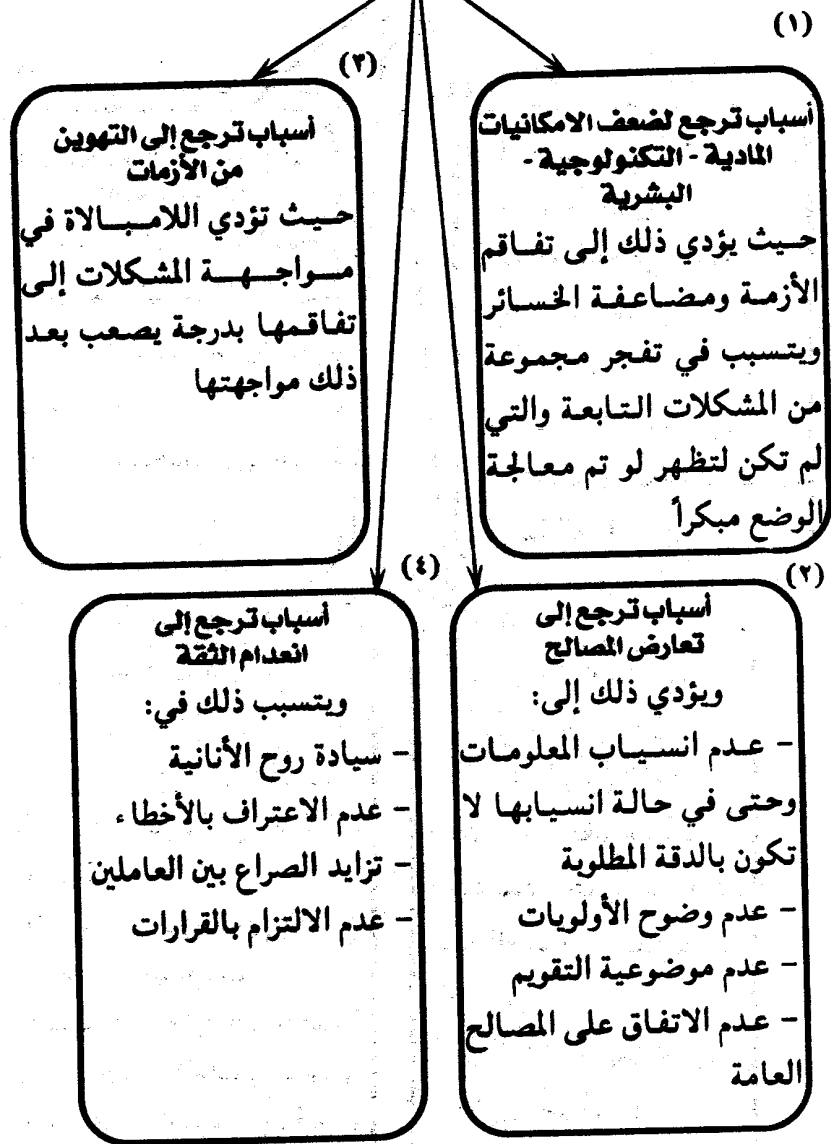 (١)
أسباب ترجع لضعف الامكانيات
المادية - التكنولوجية -
البشرية
حيث يؤدي ذلك إلى تفاقم
الأزمة ومضاعفة الخسائر
ويتسبب في تفجر مجموعة
من المشكلات التابعة والتي
لم تكن لتظهر لو تم معالجة
الوضع مبكراً
(٣)
أسباب ترجع إلى التهوين
من الأزمات
حيث تؤدي اللامبالاة في
مواجهة المشكلات إلى
تفاقمها بدرجة يصعب بعد
ذلك مواجهتها
(٢)
أسباب ترجع إلى
تعارض المصالح
ويؤدي ذلك إلى:
- عدم انسياب المعلومات
وحتى في حالة انسيابها لا
تكون بالدقة المطلوبة
- عدم وضوح الأولويات
- عدم موضوعية التقويم
- عدم الاتفاق على المصالح
العامة
(٤)
أسباب ترجع إلى
انعدام الثقة
ويتسبب ذلك في:
- سيادة روح الأنانية
- عدم الاعتراف بالأخطاء
- تزايد الصراع بين العاملين
- عدم الالتزام بالقرارات